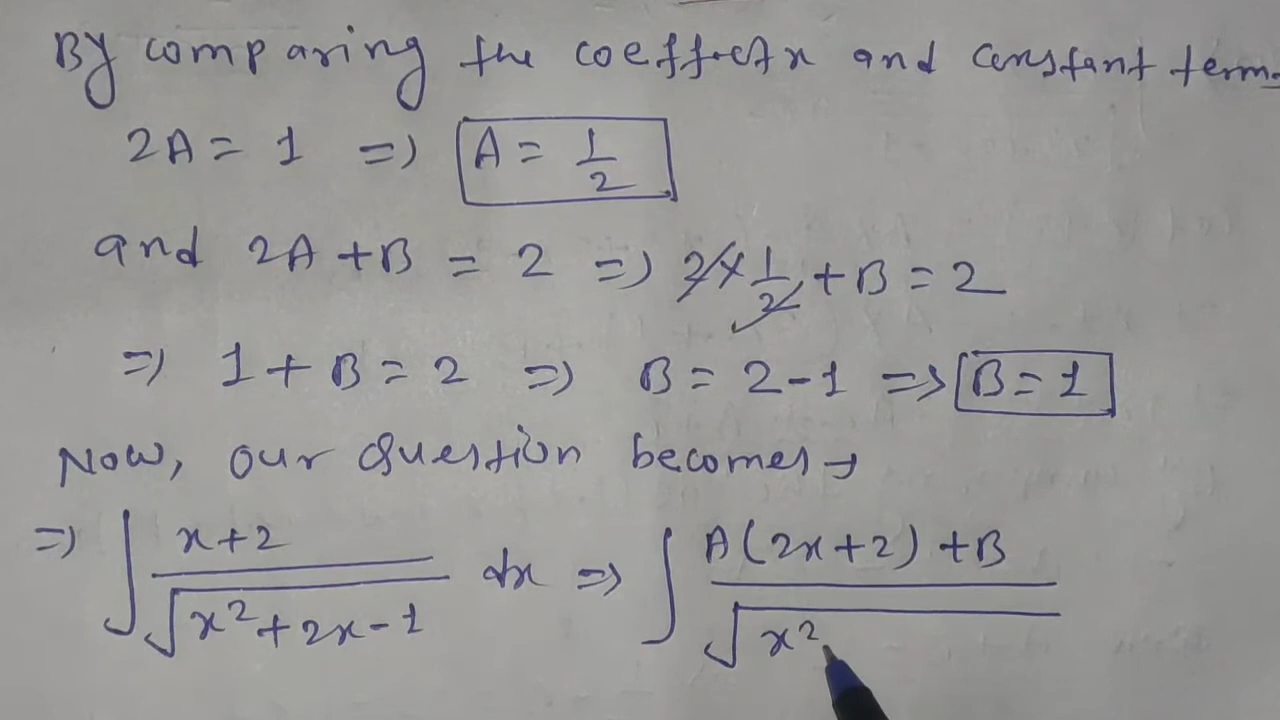 By comparing the coeff. of x and constant terms
2A = 1 => A = 1/2
and 2A + B = 2 => 2 × 1/2 + B = 2
=> 1 + B = 2 => B = 2 - 1 => B = 1
Now, our question becomes →
=> ∫ x+2 / √(x²+2x-1) dx => ∫ A(2x+2)+B / √(x²